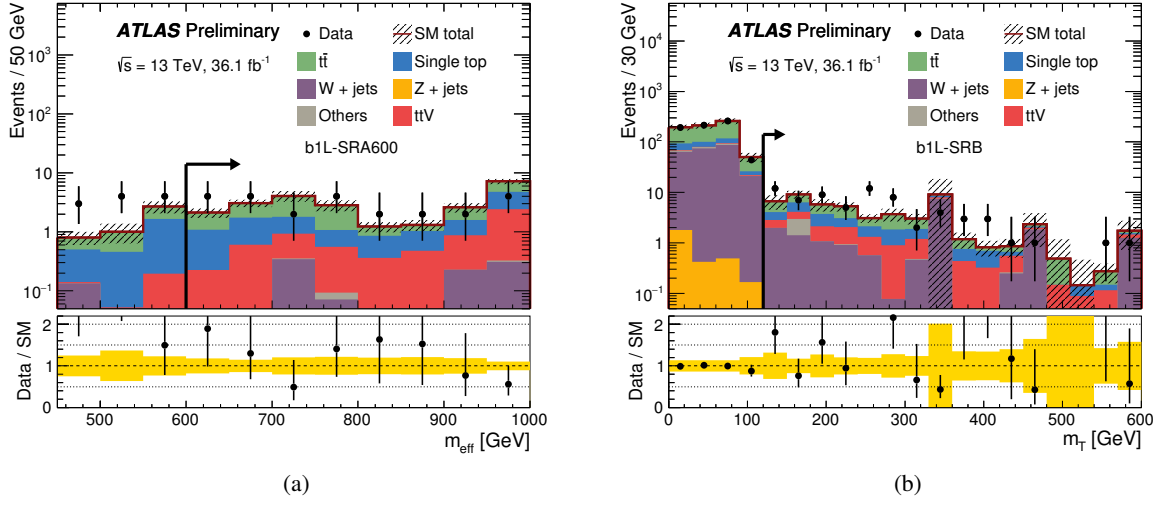 ATLAS Preliminary
√s = 13 TeV, 36.1 fb⁻¹
Data
SM total
tt̄
Single top
W + jets
Z + jets
Others
ttV
b1L-SRA600
Events / 50 GeV
10³
10²
10
1
10⁻¹
Data / SM
2
1
0
500 600 700 800 900 1000
m_eff [GeV]
(a)
ATLAS Preliminary
√s = 13 TeV, 36.1 fb⁻¹
Data
SM total
tt̄
Single top
W + jets
Z + jets
Others
ttV
b1L-SRB
Events / 30 GeV
10⁴
10³
10²
10
1
10⁻¹
Data / SM
2
1
0
0 100 200 300 400 500 600
m_T [GeV]
(b)